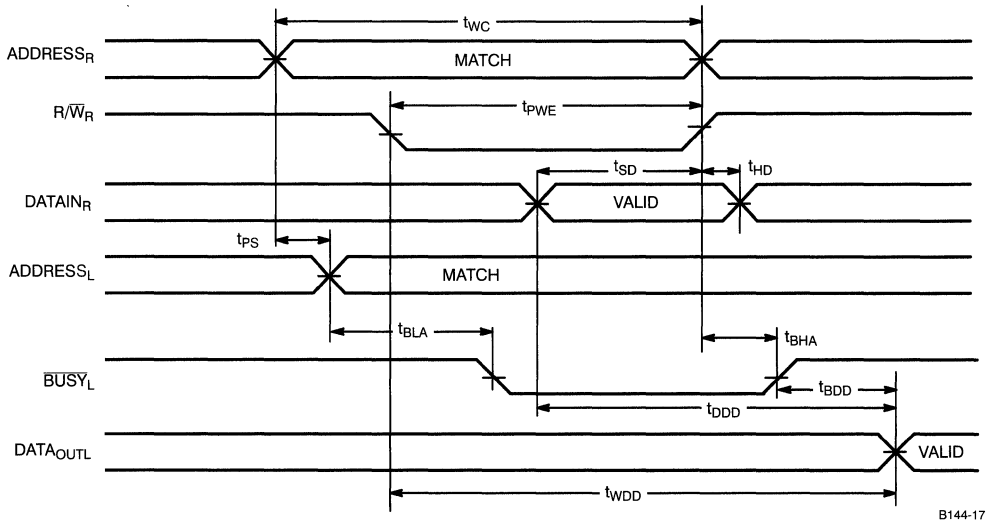 tWC
ADDRESSR
MATCH
R/W̅R
tPWE
tSD
tHD
DATAINR
VALID
tPS
ADDRESSL
MATCH
tBLA
tBHA
B̅U̅S̅Y̅L
tBDD
tDDD
DATAOUTL
VALID
tWDD
B144-17